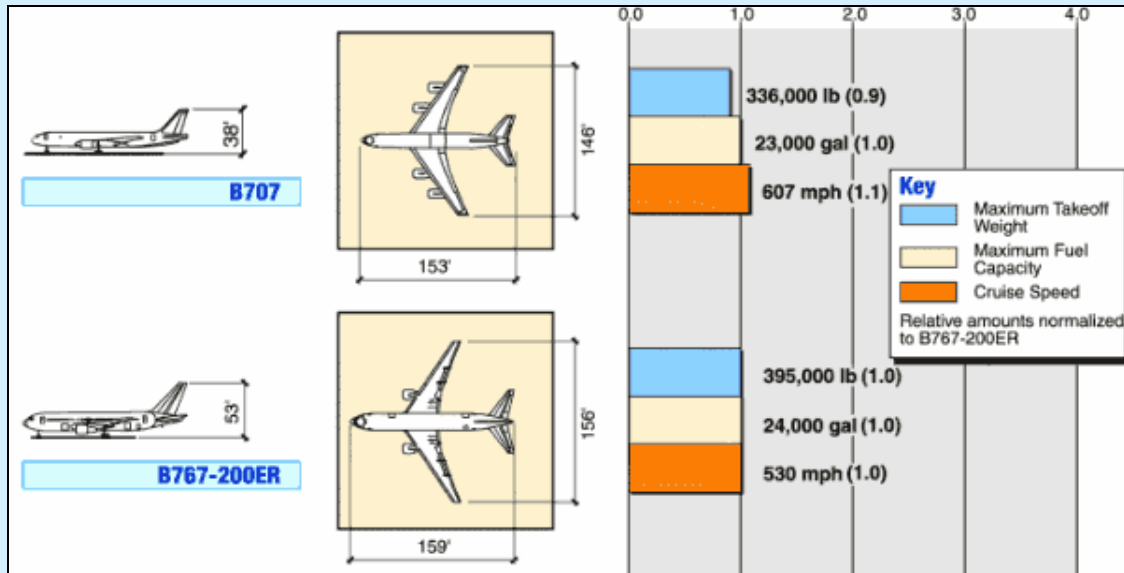 0.0 1.0 2.0 3.0 4.0
38'
B707
146'
153'
336,000 lb (0.9)
23,000 gal (1.0)
607 mph (1.1)
Key
Maximum Takeoff
Weight
Maximum Fuel
Capacity
Cruise Speed
Relative amounts normalized
to B767-200ER
53'
B767-200ER
156'
159'
395,000 lb (1.0)
24,000 gal (1.0)
530 mph (1.0)